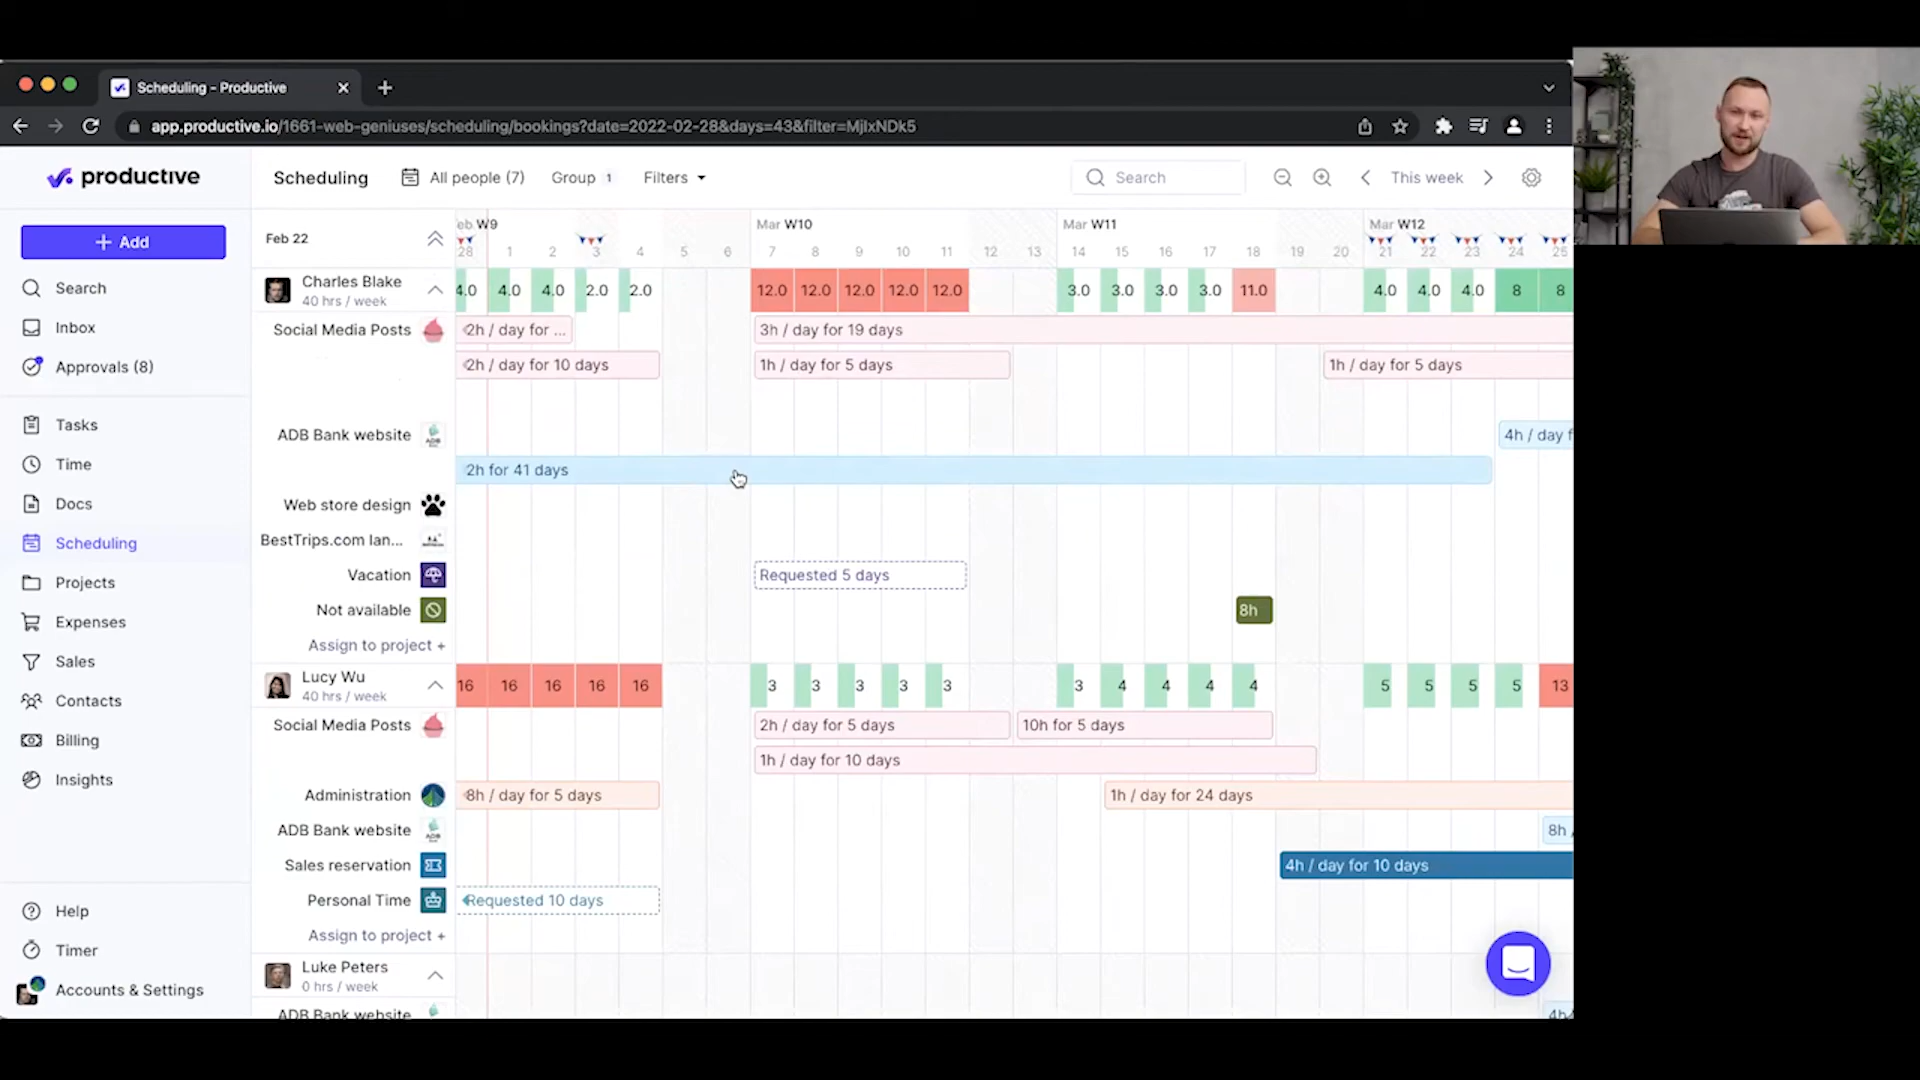 Scheduling - Productive
app.productive.io/1661-web-geniuses/scheduling/bookings?date=2022-02-28&days=43&filter=MjIxNDk5
productive
Scheduling
All people (7)
Group 1
Filters
Search
This week
+ Add
Search
Inbox
Approvals (8)
Tasks
Time
Docs
Scheduling
Projects
Expenses
Sales
Contacts
Billing
Insights
Help
Timer
Accounts & Settings
Feb 22
eb W9
Mar W10
Mar W11
Mar W12
28 1 2 3 4 5 6 7 8 9 10 11 12 13 14 15 16 17 18 19 20 21 22 23 24 25
Charles Blake
40 hrs / week
4.0 4.0 4.0 2.0 2.0 12.0 12.0 12.0 12.0 12.0 3.0 3.0 3.0 3.0 11.0 4.0 4.0 4.0 8 8
Social Media Posts
2h / day for ...
3h / day for 19 days
2h / day for 10 days
1h / day for 5 days
1h / day for 5 days
ADB Bank website
4h / day f
2h for 41 days
Web store design
BestTrips.com lan...
Vacation
Requested 5 days
Not available
8h
Assign to project +
Lucy Wu
40 hrs / week
16 16 16 16 16 3 3 3 3 3 3 4 4 4 4 5 5 5 5 13
Social Media Posts
2h / day for 5 days
10h for 5 days
1h / day for 10 days
Administration
8h / day for 5 days
1h / day for 24 days
ADB Bank website
8h
Sales reservation
4h / day for 10 days
Personal Time
Requested 10 days
Assign to project +
Luke Peters
0 hrs / week
ADB Bank website
4h